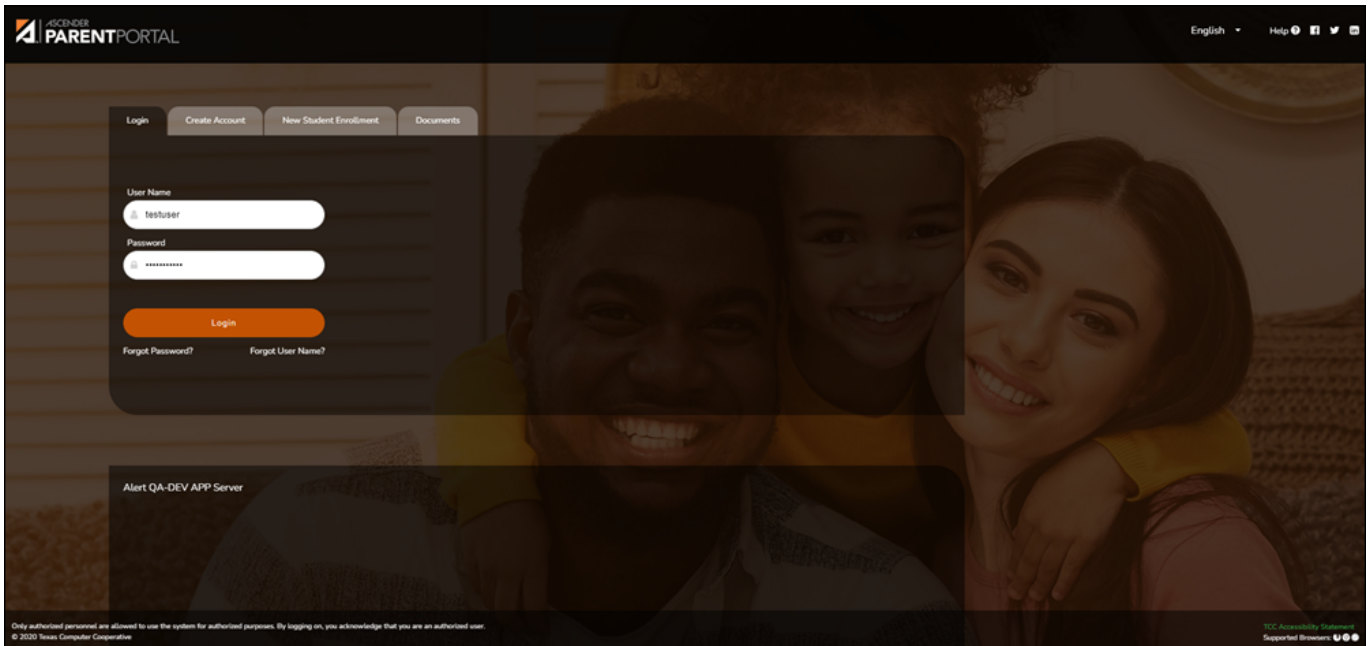 ASCENDER
PARENTPORTAL
English
Help
Login
Create Account
New Student Enrollment
Documents
User Name
testuser
Password
Login
Forgot Password?
Forgot User Name?
Alert QA-DEV APP Server
Only authorized personnel are allowed to use the system for authorized purposes. By logging on, you acknowledge that you are an authorized user.
© 2020 Texas Computer Cooperative
TCC Accessibility Statement
Supported Browsers: